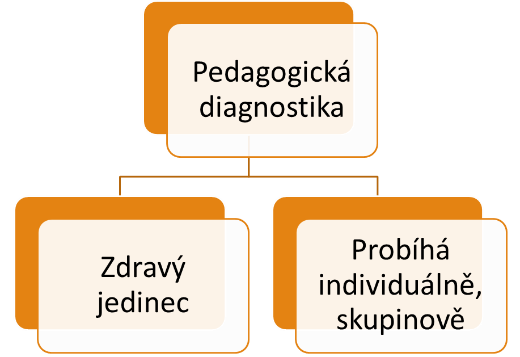 Pedagogická
diagnostika
Zdravý
jedinec
Probíhá
individuálně,
skupinově